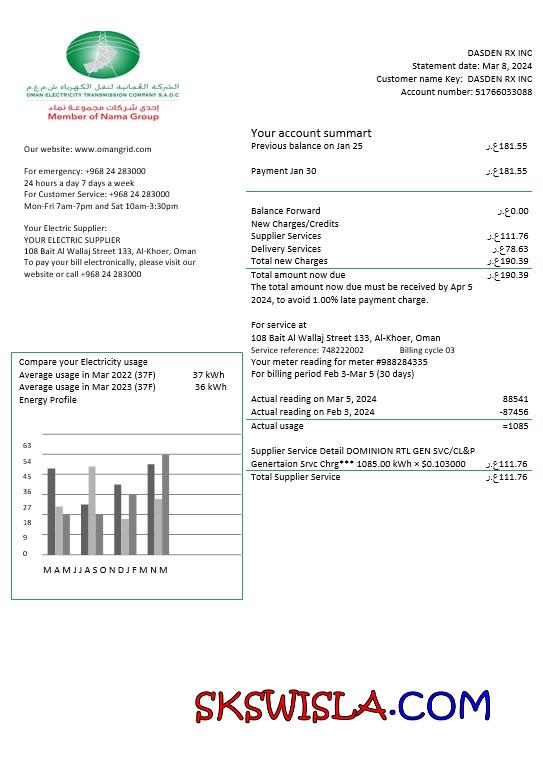 الشركة العُمانية لنقل الكهرباء ش.م.ع.م
OMAN ELECTRICITY TRANSMISSION COMPANY S.A.O.C
إحدى شركات مجموعة نماء
Member of Nama Group
DASDEN RX INC
Statement date: Mar 8, 2024
Customer name Key: DASDEN RX INC
Account number: 51766033088
Our website: www.omangrid.com
For emergency: +968 24 283000
24 hours a day 7 days a week
For Customer Service: +968 24 283000
Mon-Fri 7am-7pm and Sat 10am-3:30pm
Your Electric Supplier:
YOUR ELECTRIC SUPPLIER
108 Bait Al Wallaj Street 133, Al-Khoer, Oman
To pay your bill electronically, please visit our
website or call +968 24 283000
Your account summart
Previous balance on Jan 25 ر.ع181.55
Payment Jan 30 ر.ع181.55
Balance Forward ر.ع0.00
New Charges/Credits
Supplier Services ر.ع111.76
Delivery Services ر.ع78.63
Total new Charges ر.ع190.39
Total amount now due ر.ع190.39
The total amount now due must be received by Apr 5
2024, to avoid 1.00% late payment charge.
For service at
108 Bait Al Wallaj Street 133, Al-Khoer, Oman
Service reference: 748222002 Billing cycle 03
Your meter reading for meter #988284335
For billing period Feb 3-Mar 5 (30 days)
Actual reading on Mar 5, 2024 88541
Actual reading on Feb 3, 2024 -87456
Actual usage =1085
Supplier Service Detail DOMINION RTL GEN SVC/CL&P
Genertaion Srvc Chrg*** 1085.00 kWh × $0.103000 ر.ع111.76
Total Supplier Service ر.ع111.76
Compare your Electricity usage
Average usage in Mar 2022 (37F) 37 kWh
Average usage in Mar 2023 (37F) 36 kWh
Energy Profile
63
54
45
36
27
18
9
0
M A M J J A S O N D J F M N M
SKSWISLA.COM